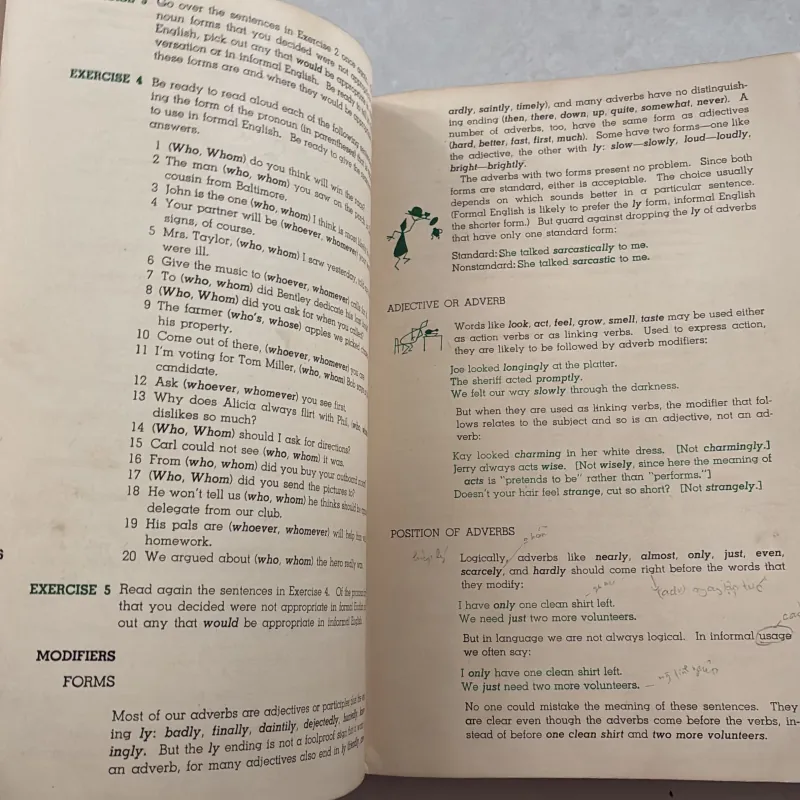 Go over the sentences in Exercise 2 once
noun forms that you decided were not
English, pick out any that would be
versation or in informal English. Be ready to
these forms are and where they would be
EXERCISE 4 Be ready to read aloud each of the following
ing the form of the pronoun (in parentheses)
to use in formal English. Be ready to give the
answers.
1 (Who, Whom) do you think will win the
2 The man (who, whom) you saw on the
cousin from Baltimore.
3 John is the one (who, whom) I think is most
4 Your partner will be (whoever, whomever)
signs, of course.
5 Mrs. Taylor, (who, whom) I saw yesterday,
were ill.
6 Give the music to (whoever, whomever) calls
7 To (who, whom) did Bentley dedicate his
8 (Who, Whom) did you ask for when you called?
9 The farmer (who's, whose) apples we picked
his property.
10 Come out of there, (whoever, whomever) you
11 I'm voting for Tom Miller, (who, whom) Bob
candidate.
12 Ask (whoever, whomever) you see first.
13 Why does Alicia always flirt with Phil,
dislikes so much?
14 (Who, Whom) should I ask for directions?
15 Carl could not see (who, whom) it was.
16 From (who, whom) did you buy your outboard
17 (Who, Whom) did you send the pictures to?
18 He won't tell us (who, whom) he thinks should
delegate from our club.
19 His pals are (whoever, whomever) will help
homework.
20 We argued about (who, whom) the hero really
EXERCISE 5 Read again the sentences in Exercise 4. Of the
that you decided were not appropriate in formal
out any that would be appropriate in informal English.
MODIFIERS
FORMS
Most of our adverbs are adjectives or participles
ing ly: badly, finally, daintily, dejectedly,
ingly. But the ly ending is not a foolproof sign
an adverb, for many adjectives also end in ly
ardly, saintly, timely), and many adverbs have no distinguish-
ing ending (then, there, down, up, quite, somewhat, never). A
number of adverbs, too, have the same form as adjectives
(hard, better, fast, first, much). Some have two forms—one like
the adjective, the other with ly: slow—slowly, loud—loudly,
bright—brightly.
The adverbs with two forms present no problem. Since both
forms are standard, either is acceptable. The choice usually
depends on which sounds better in a particular sentence.
(Formal English is likely to prefer the ly form, informal English
the shorter form.) But guard against dropping the ly of adverbs
that have only one standard form:
Standard: She talked sarcastically to me.
Nonstandard: She talked sarcastic to me.
ADJECTIVE OR ADVERB
Words like look, act, feel, grow, smell, taste may be used either
as action verbs or as linking verbs. Used to express action,
they are likely to be followed by adverb modifiers:
Joe looked longingly at the platter.
The sheriff acted promptly.
We felt our way slowly through the darkness.
But when they are used as linking verbs, the modifier that fol-
lows relates to the subject and so is an adjective, not an ad-
verb:
Kay looked charming in her white dress. [Not charmingly.]
Jerry always acts wise. [Not wisely, since here the meaning of
acts is "pretends to be" rather than "performs."]
Doesn't your hair feel strange, cut so short? [Not strangely.]
POSITION OF ADVERBS
Logically, adverbs like nearly, almost, only, just, even,
scarcely, and hardly should come right before the words that
they modify:
I have only one clean shirt left.
We need just two more volunteers.
But in language we are not always logical. In informal usage
we often say:
I only have one clean shirt left.
We just need two more volunteers.
No one could mistake the meaning of these sentences. They
are clear even though the adverbs come before the verbs, in-
stead of before one clean shirt and two more volunteers.